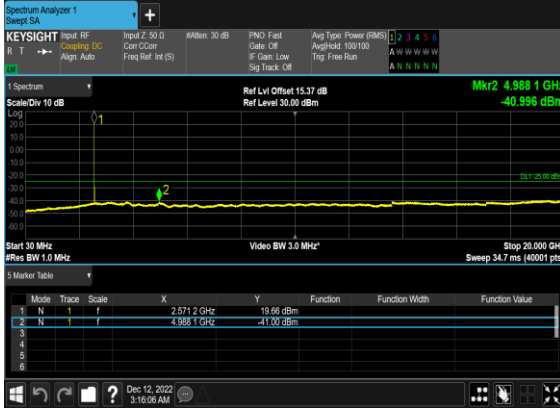 Spectrum Analyzer 1
Swept SA
+
KEYSIGHT Input: RF Input Z: 50 Ω #Atten: 30 dB PNO: Fast Avg Type: Power (RMS) 1 2 3 4 5 6
R T Coupling: DC Corr CCorr Gate: Off Avg|Hold: 100/100 A W W W W W
Align: Auto Freq Ref: Int (S) IF Gain: Low Trig: Free Run
Sig Track: Off A N N N N N
1 Spectrum
Ref Lvl Offset 15.37 dB Mkr2 4.988 1 GHz
Scale/Div 10 dB Ref Level 30.00 dBm -40.996 dBm
Log
20.0
10.0
0.00
-10.0
-20.0
-30.0
-40.0
-50.0
-60.0
1
2
DL1 -25.00 dBm
Start 30 MHz Video BW 3.0 MHz* Stop 20.000 GHz
#Res BW 1.0 MHz Sweep 34.7 ms (40001 pts)
5 Marker Table
Mode Trace Scale X Y Function Function Width Function Value
1 N 1 f 2.571 2 GHz 19.66 dBm
2 N 1 f 4.988 1 GHz -41.00 dBm
3
4
5
6
? Dec 12, 2022
3:16:06 AM